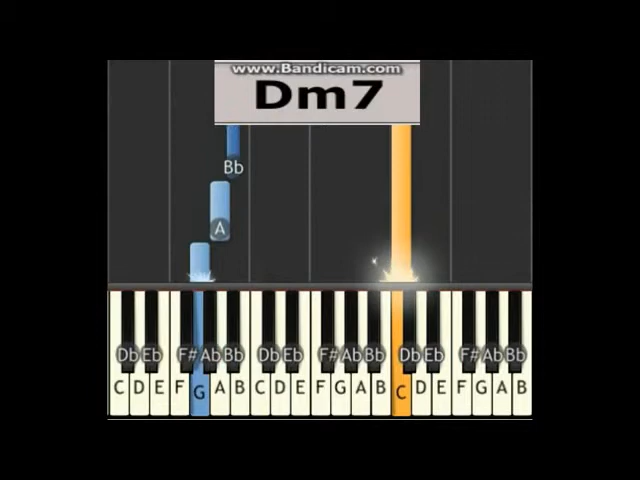 www.Bandicam.com
Dm7
Bb
A
Db Eb F# Ab Bb Db Eb F# Ab Bb Db Eb F# Ab Bb
C D E F G A B C D E F G A B C D E F G A B